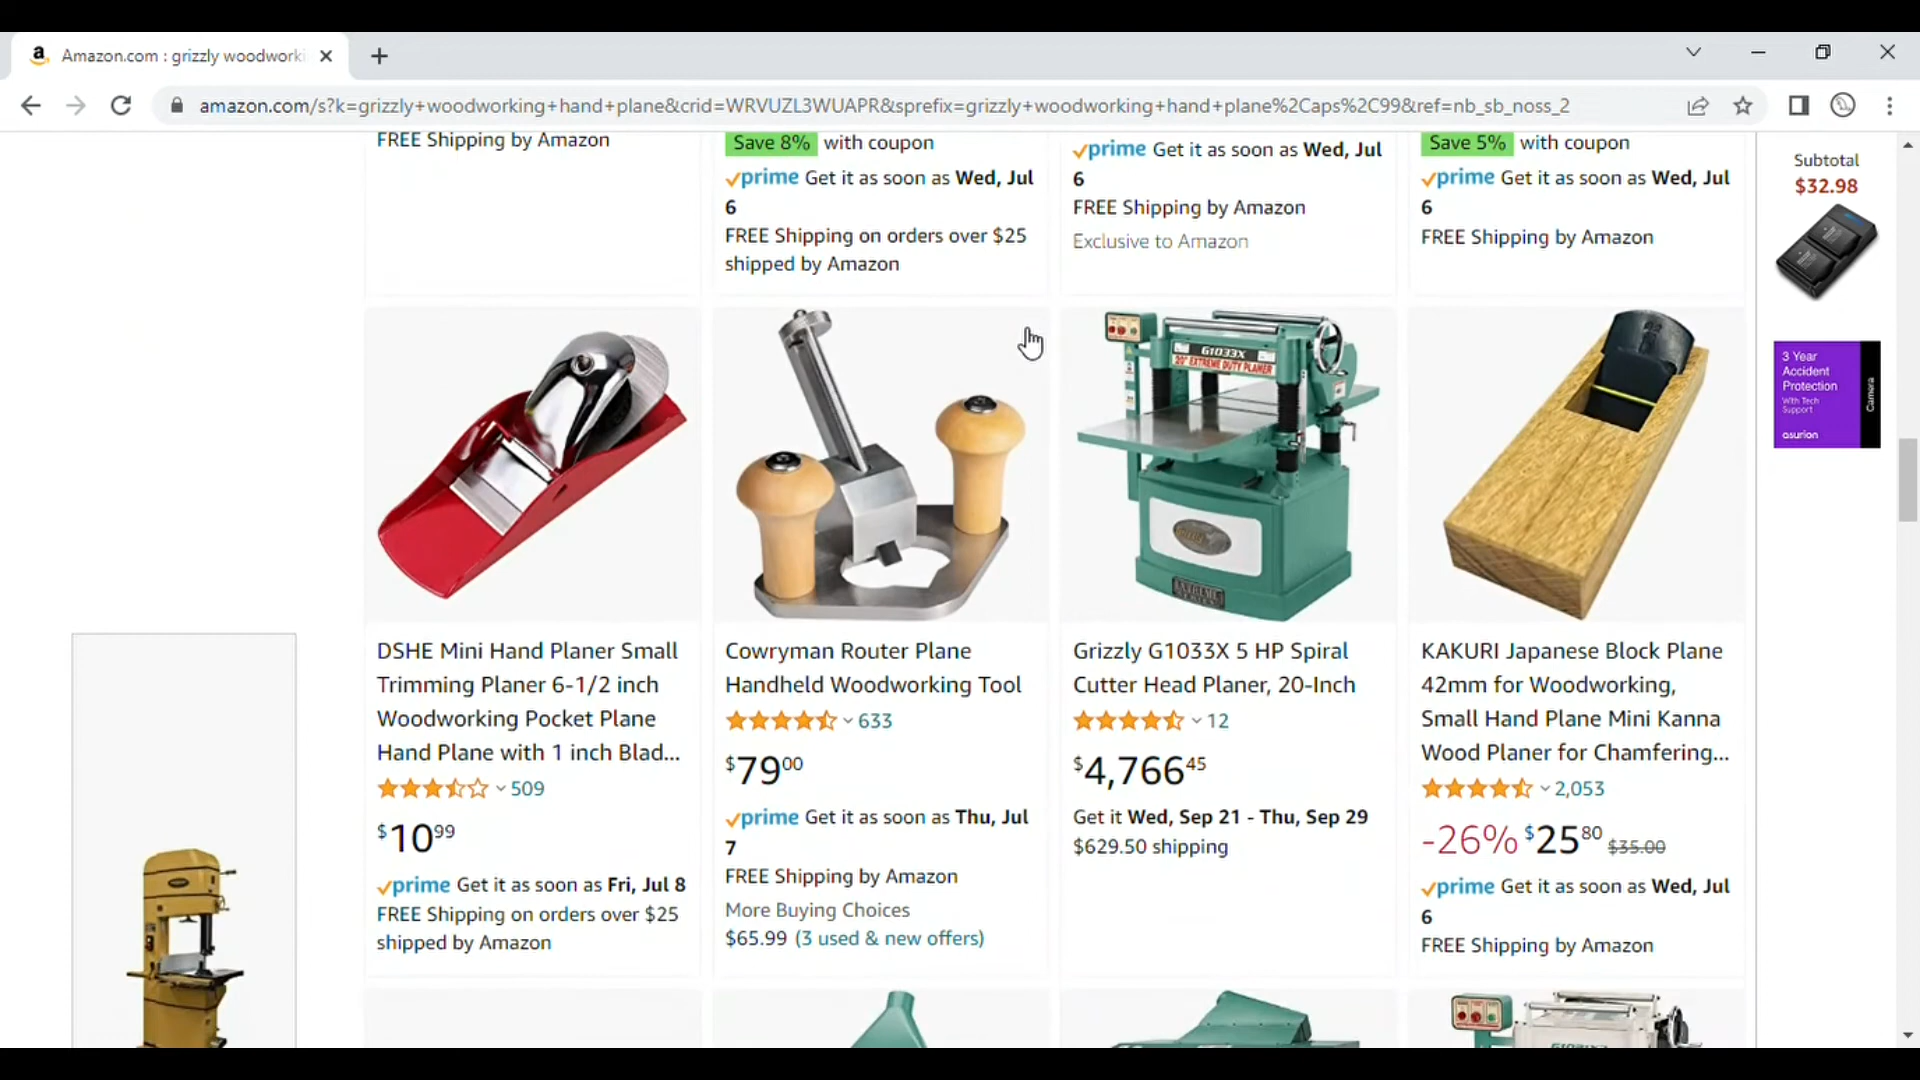 Amazon.com : grizzly woodworki
amazon.com/s?k=grizzly+woodworking+hand+plane&crid=WRVUZL3WUAPR&sprefix=grizzly+woodworking+hand+plane%2Caps%2C99&ref=nb_sb_noss_2
FREE Shipping by Amazon
Save 8% with coupon
prime Get it as soon as Wed, Jul
6
FREE Shipping on orders over $25
shipped by Amazon
prime Get it as soon as Wed, Jul
6
FREE Shipping by Amazon
Exclusive to Amazon
Save 5% with coupon
prime Get it as soon as Wed, Jul
6
FREE Shipping by Amazon
Subtotal
$32.98
3 Year
Accident
Protection
With Tech
Support
asurion
Camera
G1033X
20" EXTREME DUTY PLANER
DSHE Mini Hand Planer Small
Trimming Planer 6-1/2 inch
Woodworking Pocket Plane
Hand Plane with 1 inch Blad...
509
$1099
prime Get it as soon as Fri, Jul 8
FREE Shipping on orders over $25
shipped by Amazon
Cowryman Router Plane
Handheld Woodworking Tool
633
$7900
prime Get it as soon as Thu, Jul
7
FREE Shipping by Amazon
More Buying Choices
$65.99 (3 used & new offers)
Grizzly G1033X 5 HP Spiral
Cutter Head Planer, 20-Inch
12
$4,76645
Get it Wed, Sep 21 - Thu, Sep 29
$629.50 shipping
KAKURI Japanese Block Plane
42mm for Woodworking,
Small Hand Plane Mini Kanna
Wood Planer for Chamfering...
2,053
-26% $2580 $35.00
prime Get it as soon as Wed, Jul
6
FREE Shipping by Amazon